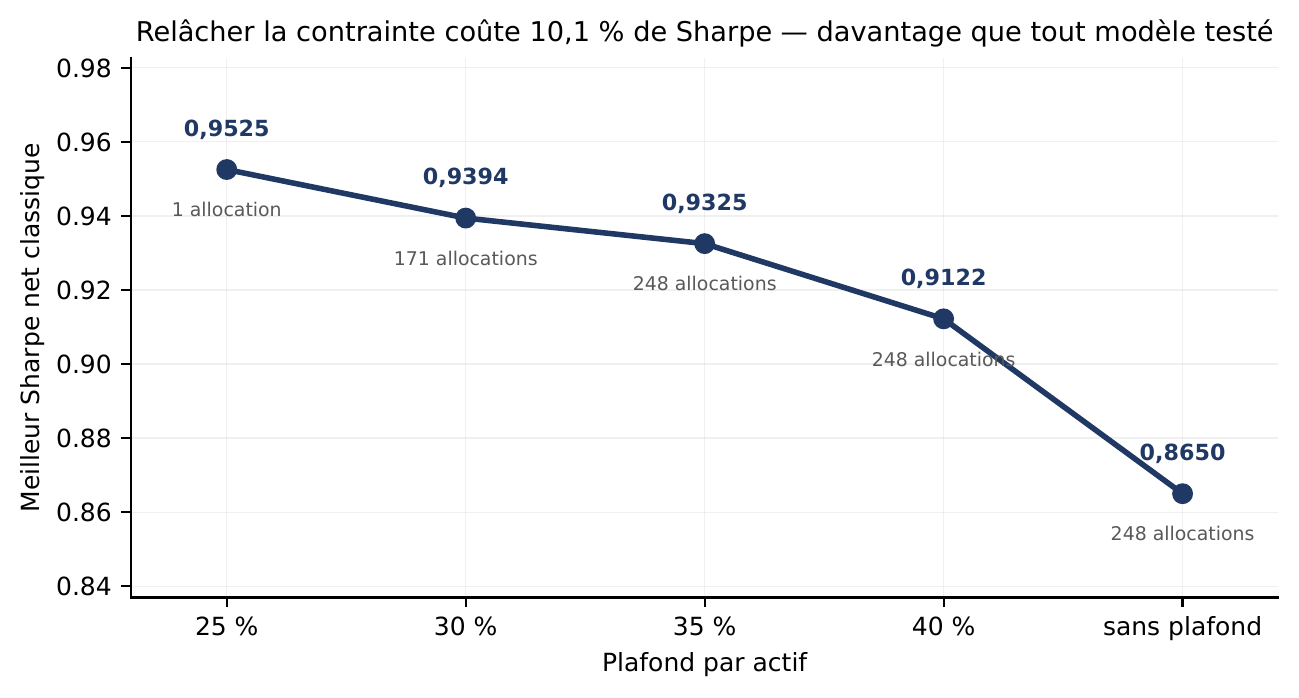 Relâcher la contrainte coûte 10,1 % de Sharpe — davantage que tout modèle testé
Meilleur Sharpe net classique
0.98
0.96
0.94
0.92
0.90
0.88
0.86
0.84
0,9525
1 allocation
0,9394
171 allocations
0,9325
248 allocations
0,9122
248 allocations
0,8650
248 allocations
25 %
30 %
35 %
40 %
sans plafond
Plafond par actif